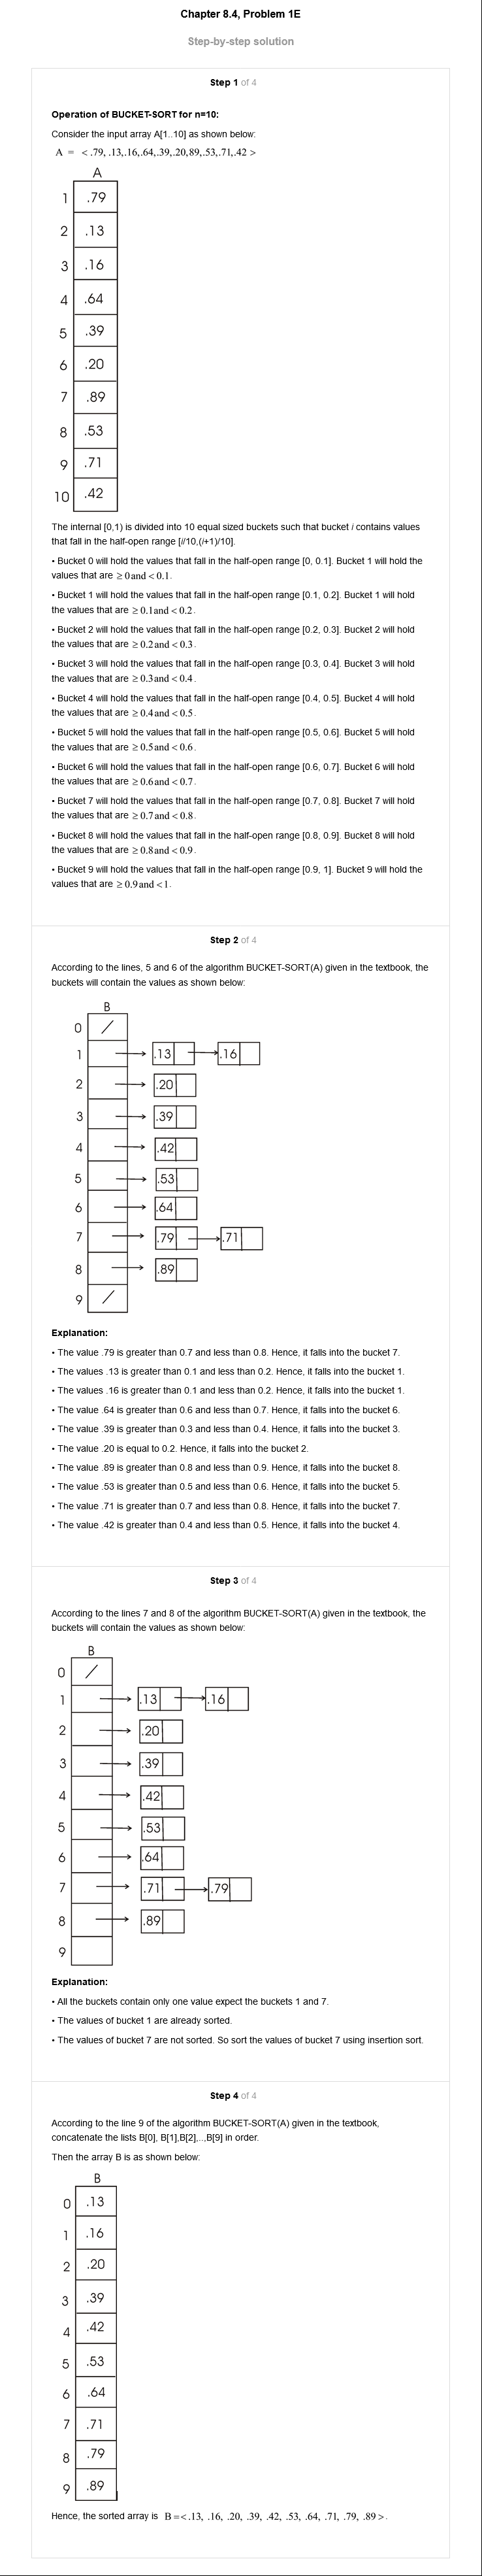 Chapter 8.4, Problem 1E
Step-by-step solution
Step 1 of 4
Operation of BUCKET-SORT for n=10:
Consider the input array A[1..10] as shown below:
A = < .79, .13,.16,.64,.39,.20,89,.53,.71,.42 >
A
1 .79
2 .13
3 .16
4 .64
5 .39
6 .20
7 .89
8 .53
9 .71
10 .42
The internal [0,1) is divided into 10 equal sized buckets such that bucket i contains values
that fall in the half-open range [i/10,(i+1)/10].
• Bucket 0 will hold the values that fall in the half-open range [0, 0.1]. Bucket 1 will hold the
values that are ≥ 0and < 0.1.
• Bucket 1 will hold the values that fall in the half-open range [0.1, 0.2]. Bucket 1 will hold
the values that are ≥ 0.1and < 0.2.
• Bucket 2 will hold the values that fall in the half-open range [0.2, 0.3]. Bucket 2 will hold
the values that are ≥ 0.2and < 0.3.
• Bucket 3 will hold the values that fall in the half-open range [0.3, 0.4]. Bucket 3 will hold
the values that are ≥ 0.3and < 0.4.
• Bucket 4 will hold the values that fall in the half-open range [0.4, 0.5]. Bucket 4 will hold
the values that are ≥ 0.4and < 0.5.
• Bucket 5 will hold the values that fall in the half-open range [0.5, 0.6]. Bucket 5 will hold
the values that are ≥ 0.5and < 0.6.
• Bucket 6 will hold the values that fall in the half-open range [0.6, 0.7]. Bucket 6 will hold
the values that are ≥ 0.6and < 0.7.
• Bucket 7 will hold the values that fall in the half-open range [0.7, 0.8]. Bucket 7 will hold
the values that are ≥ 0.7and < 0.8.
• Bucket 8 will hold the values that fall in the half-open range [0.8, 0.9]. Bucket 8 will hold
the values that are ≥ 0.8and < 0.9.
• Bucket 9 will hold the values that fall in the half-open range [0.9, 1]. Bucket 9 will hold the
values that are ≥ 0.9and < 1.
Step 2 of 4
According to the lines, 5 and 6 of the algorithm BUCKET-SORT(A) given in the textbook, the
buckets will contain the values as shown below:
B
0 /
1 .13 .16
2 .20
3 .39
4 .42
5 .53
6 .64
7 .79 .71
8 .89
9 /
Explanation:
• The value .79 is greater than 0.7 and less than 0.8. Hence, it falls into the bucket 7.
• The values .13 is greater than 0.1 and less than 0.2. Hence, it falls into the bucket 1.
• The values .16 is greater than 0.1 and less than 0.2. Hence, it falls into the bucket 1.
• The value .64 is greater than 0.6 and less than 0.7. Hence, it falls into the bucket 6.
• The value .39 is greater than 0.3 and less than 0.4. Hence, it falls into the bucket 3.
• The value .20 is equal to 0.2. Hence, it falls into the bucket 2.
• The value .89 is greater than 0.8 and less than 0.9. Hence, it falls into the bucket 8.
• The value .53 is greater than 0.5 and less than 0.6. Hence, it falls into the bucket 5.
• The value .71 is greater than 0.7 and less than 0.8. Hence, it falls into the bucket 7.
• The value .42 is greater than 0.4 and less than 0.5. Hence, it falls into the bucket 4.
Step 3 of 4
According to the lines 7 and 8 of the algorithm BUCKET-SORT(A) given in the textbook, the
buckets will contain the values as shown below:
B
0 /
1 .13 .16
2 .20
3 .39
4 .42
5 .53
6 .64
7 .71 .79
8 .89
9
Explanation:
• All the buckets contain only one value expect the buckets 1 and 7.
• The values of bucket 1 are already sorted.
• The values of bucket 7 are not sorted. So sort the values of bucket 7 using insertion sort.
Step 4 of 4
According to the line 9 of the algorithm BUCKET-SORT(A) given in the textbook,
concatenate the lists B[0], B[1],B[2],..,B[9] in order.
Then the array B is as shown below:
B
0 .13
1 .16
2 .20
3 .39
4 .42
5 .53
6 .64
7 .71
8 .79
9 .89
Hence, the sorted array is B =< .13, .16, .20, .39, .42, .53, .64, .71, .79, .89 >.